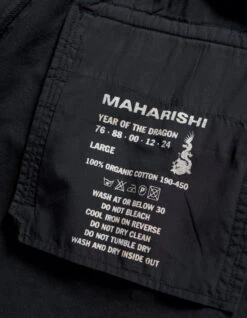 MAHARISHI
YEAR OF THE DRAGON
76・88・00・12・24
LARGE
100% ORGANIC COTTON 190-450
WASH AT OR BELOW 30
DO NOT BLEACH
COOL IRON ON REVERSE
DO NOT DRY CLEAN
DO NOT TUMBLE DRY
WASH AND DRY INSIDE OUT